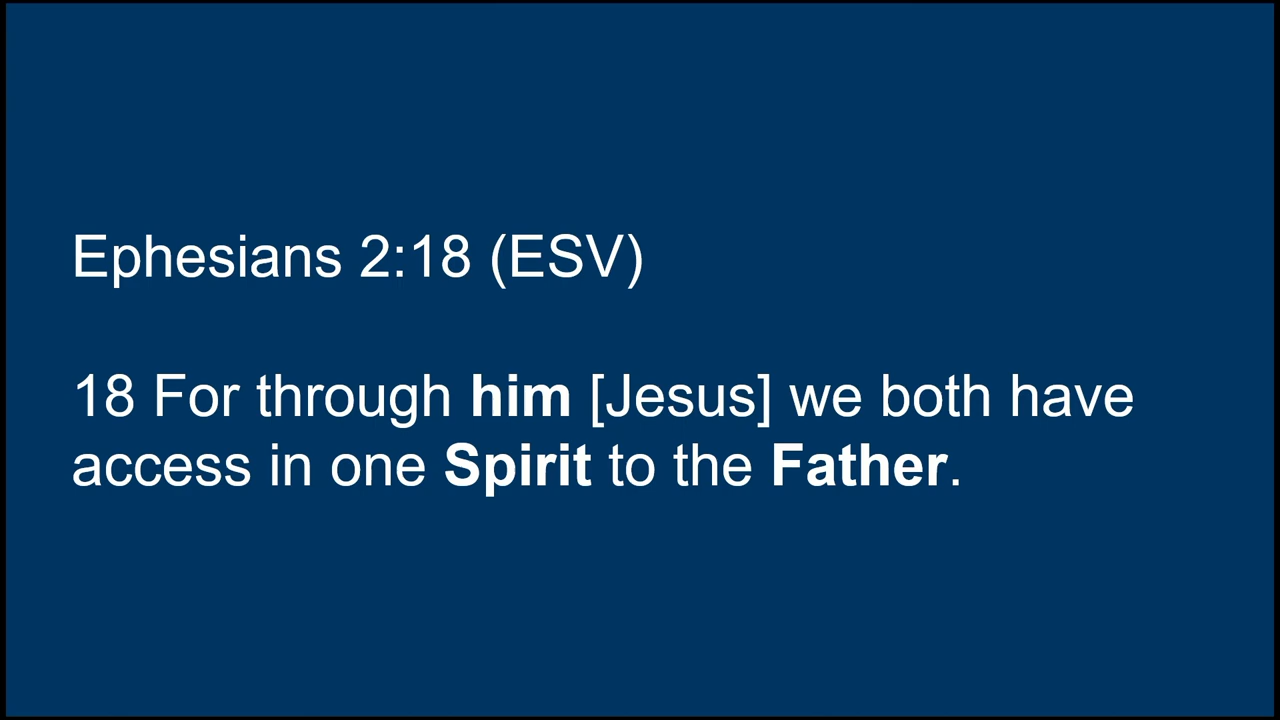 Ephesians 2:18 (ESV)
18 For through him [Jesus] we both have
access in one Spirit to the Father.